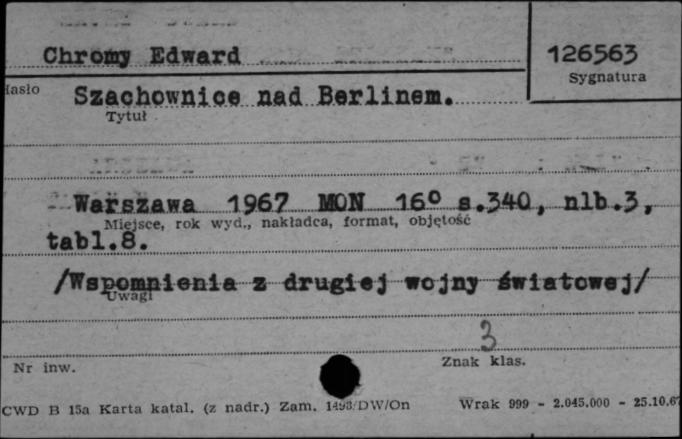 Chromy Edward
126563
Sygnatura
Hasło
Szachownice nad Berlinem.
Tytuł
Warszawa 1967 MON 16° s.340, nlb.3,
Miejsce, rok wyd., nakładca, format, objętość
tabl.8.
/Wspomnienia z drugiej wojny światowej/
Uwagi
3
Nr inw.
Znak klas.
CWD B 15a Karta katal. (z nadr.) Zam. 1493/DW/On Wrak 999 - 2.045.000 - 25.10.67